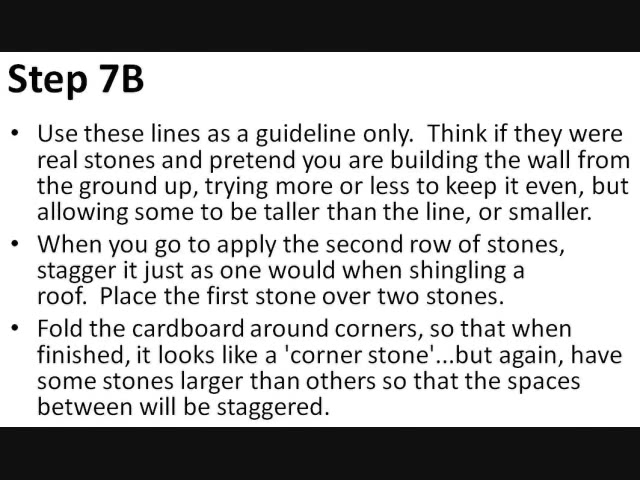 Step 7B
• Use these lines as a guideline only.  Think if they were
real stones and pretend you are building the wall from
the ground up, trying more or less to keep it even, but
allowing some to be taller than the line, or smaller.
• When you go to apply the second row of stones,
stagger it just as one would when shingling a
roof.  Place the first stone over two stones.
• Fold the cardboard around corners, so that when
finished, it looks like a 'corner stone'...but again, have
some stones larger than others so that the spaces
between will be staggered.